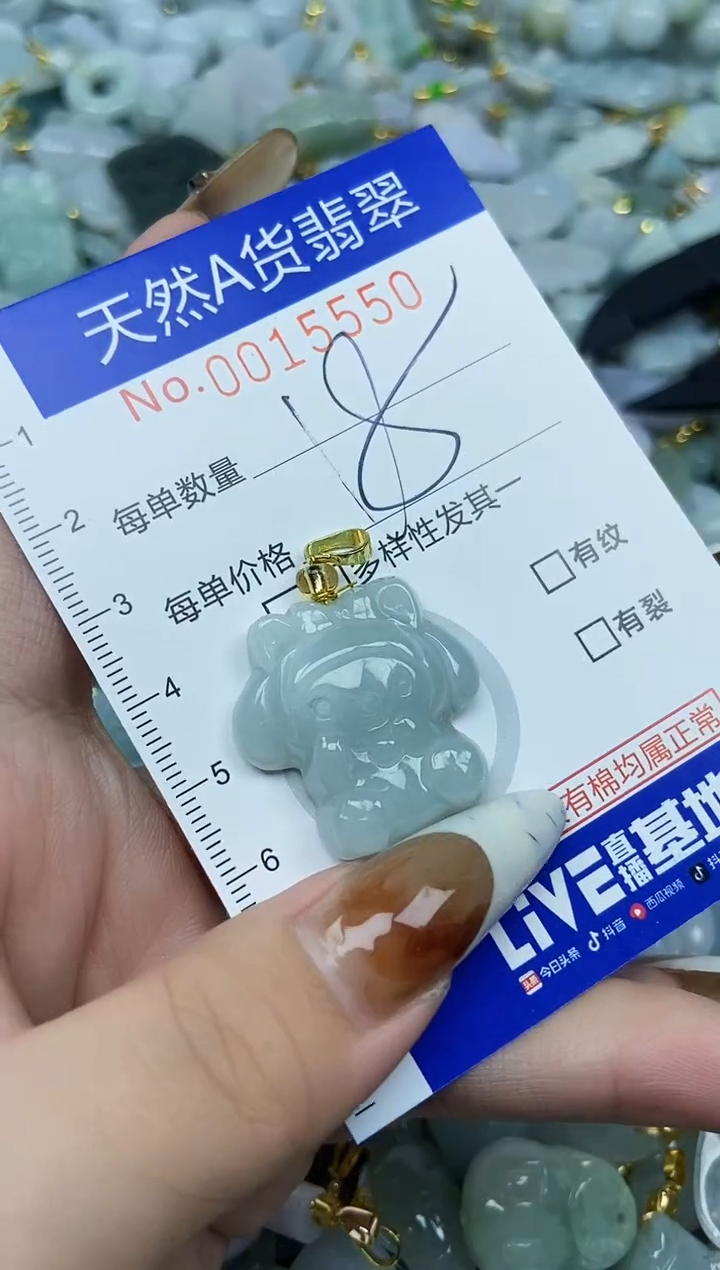 天然A货翡翠
No.0015550
18
每单数量
每单价格
多样性发其一
有纹
有裂
有棉均属正常
1
2
3
4
5
6
LiVE直播基地
今日头条 抖音 西瓜视频